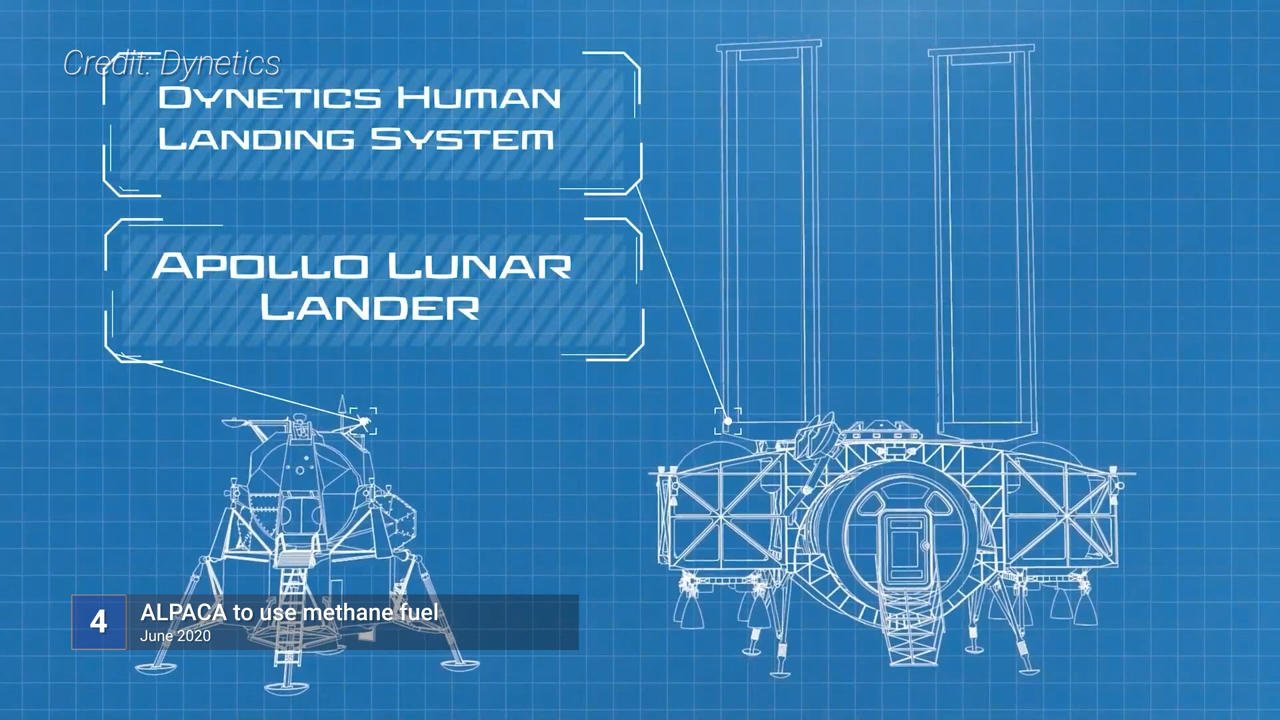 Credit: Dynetics
Dynetics Human
Landing System
Apollo Lunar
Lander
4
ALPACA to use methane fuel
June 2020